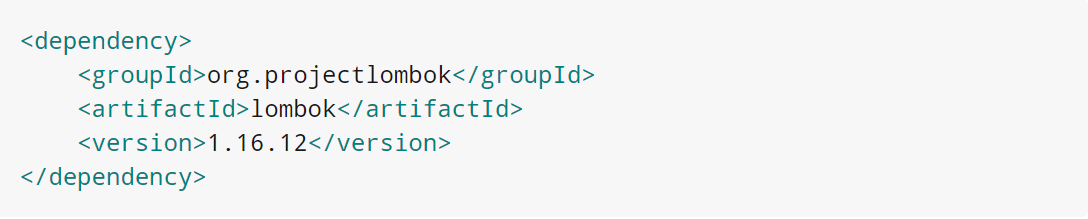 <dependency>
    <groupId>org.projectlombok</groupId>
    <artifactId>lombok</artifactId>
    <version>1.16.12</version>
</dependency>